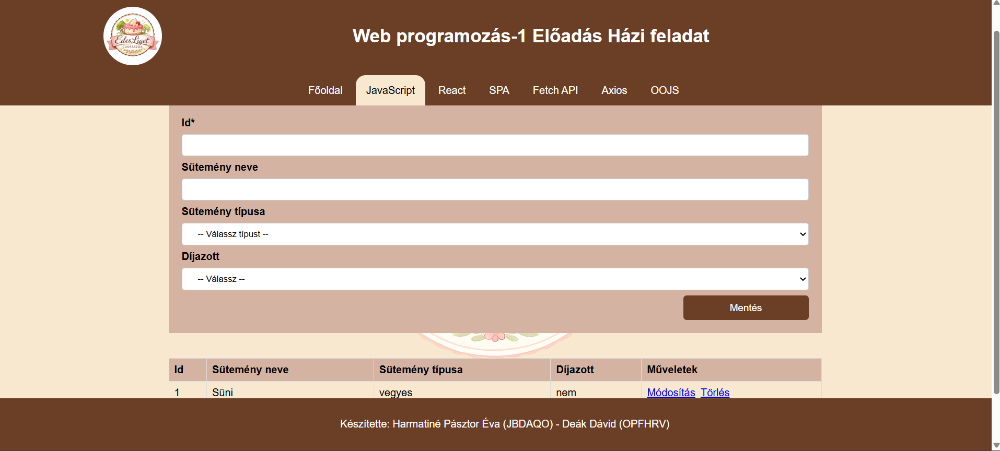 Édes Liget
CUKRÁSZDA
Web programozás-1 Előadás Házi feladat
Főoldal JavaScript React SPA Fetch API Axios OOJS
Id*
Sütemény neve
Sütemény típusa
-- Válassz típust --
Díjazott
-- Válassz --
Mentés
Id Sütemény neve Sütemény típusa Díjazott Műveletek
1 Süni vegyes nem Módosítás Törlés
Készítette: Harmatiné Pásztor Éva (JBDAQO) - Deák Dávid (OPFHRV)